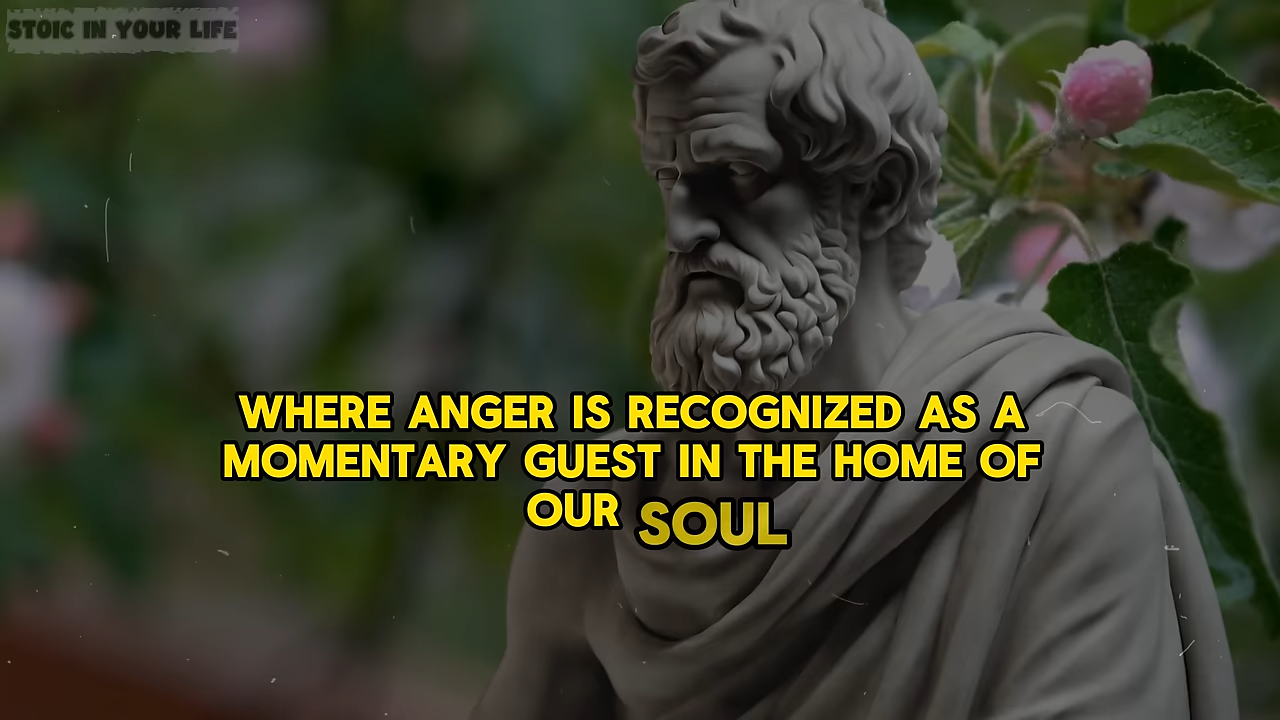 STOIC IN YOUR LIFE
WHERE ANGER IS RECOGNIZED AS A
MOMENTARY GUEST IN THE HOME OF
OUR SOUL